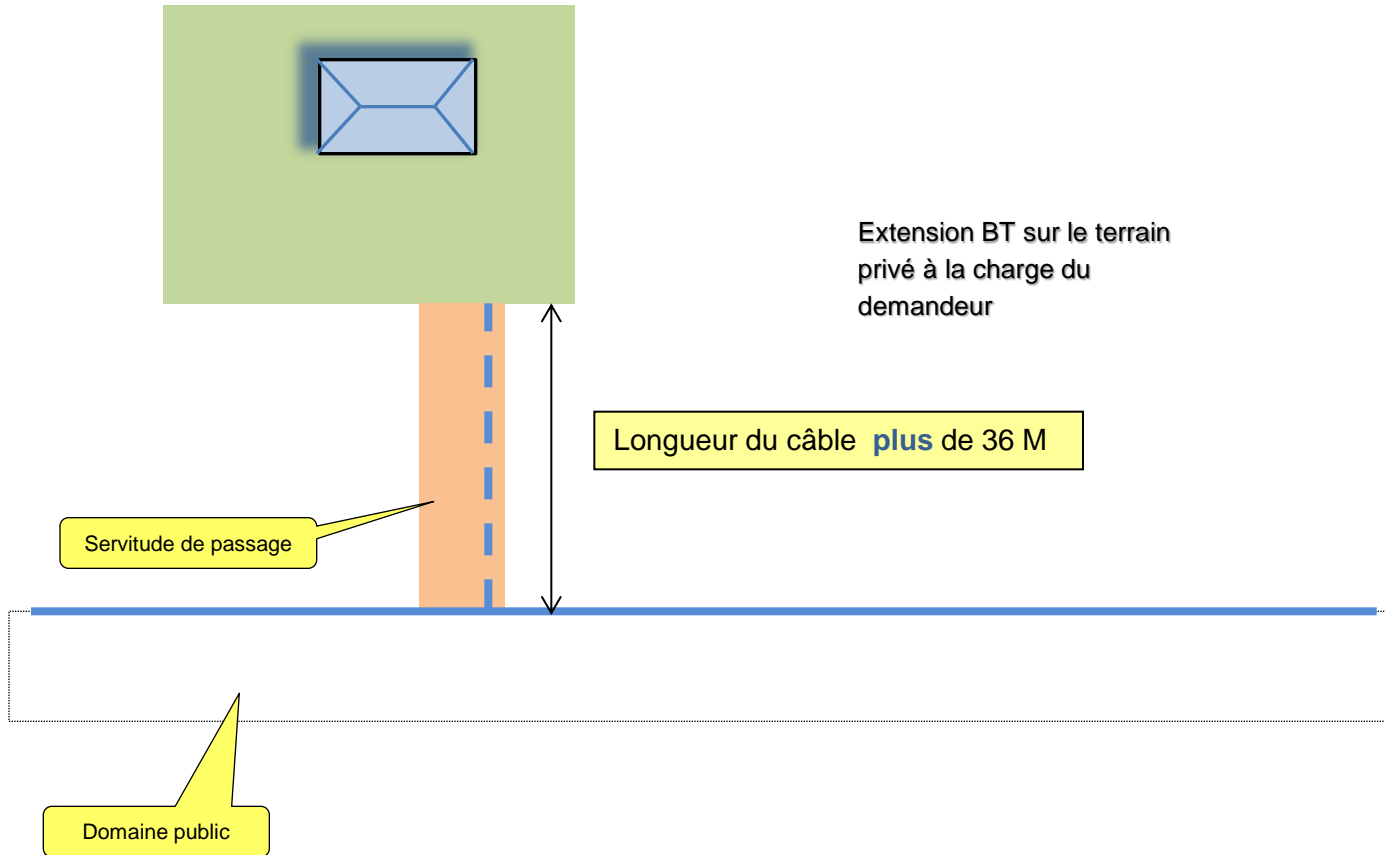 Extension BT sur le terrain
privé à la charge du
demandeur
Longueur du câble plus de 36 M
Servitude de passage
Domaine public